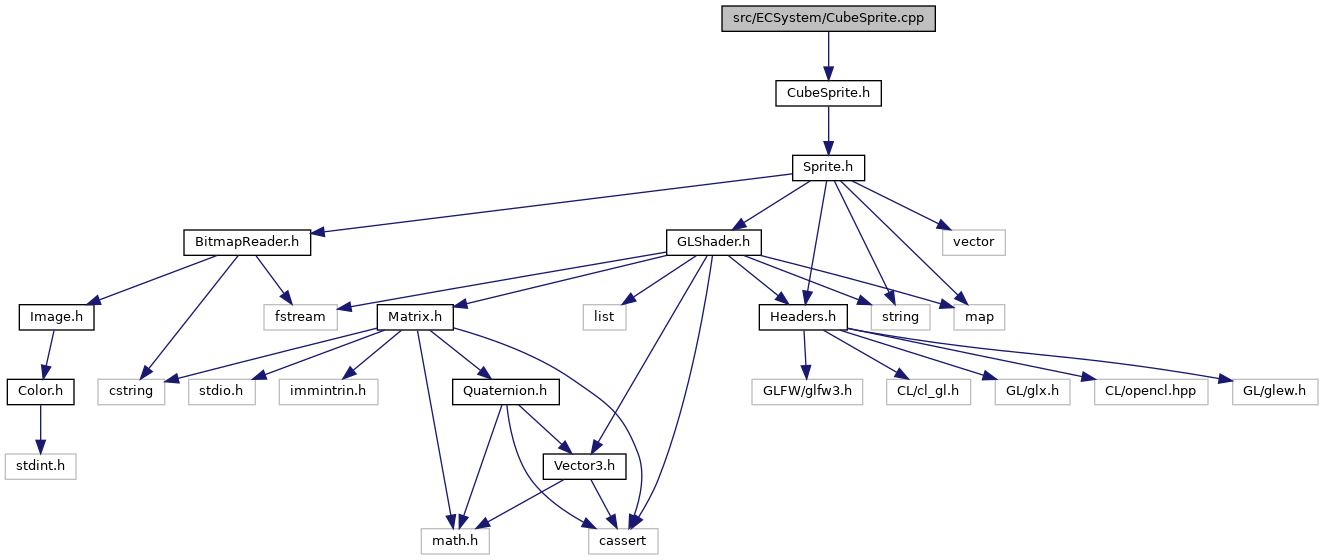 src/ECSystem/CubeSprite.cpp
CubeSprite.h
Sprite.h
BitmapReader.h
GLShader.h
vector
Image.h
fstream
Matrix.h
list
Headers.h
string
map
Color.h
cstring
stdio.h
immintrin.h
Quaternion.h
GLFW/glfw3.h
CL/cl_gl.h
GL/glx.h
CL/opencl.hpp
GL/glew.h
stdint.h
Vector3.h
math.h
cassert